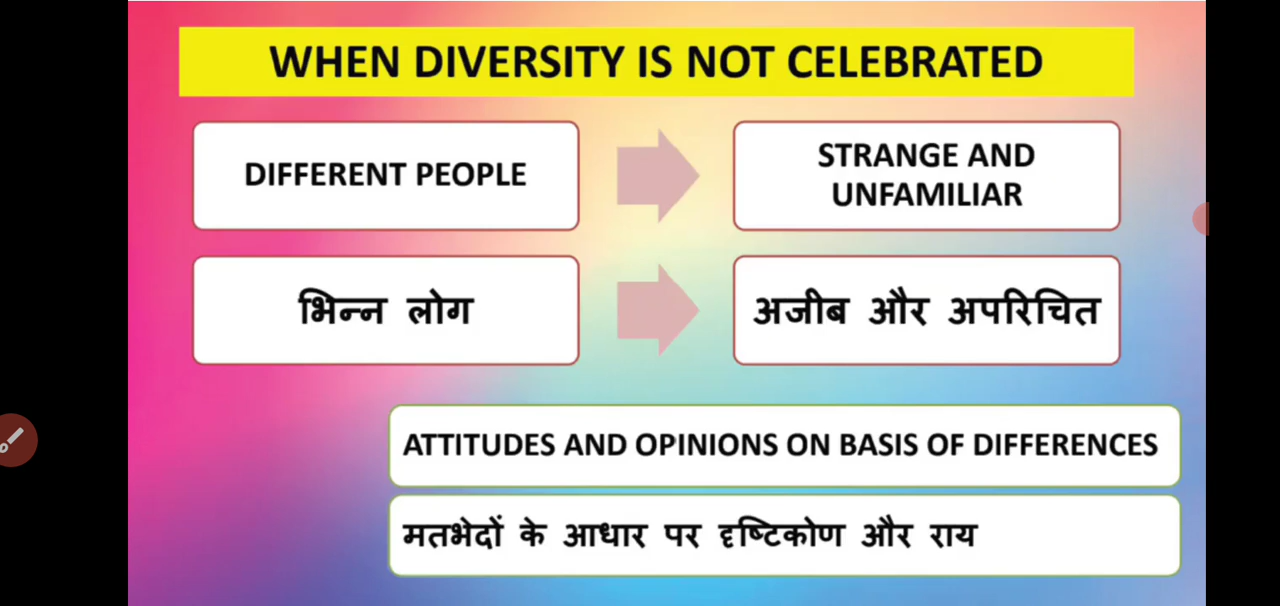 WHEN DIVERSITY IS NOT CELEBRATED
DIFFERENT PEOPLE
STRANGE AND
UNFAMILIAR
भिन्न लोग
अजीब और अपरिचित
ATTITUDES AND OPINIONS ON BASIS OF DIFFERENCES
मतभेदों के आधार पर दृष्टिकोण और राय